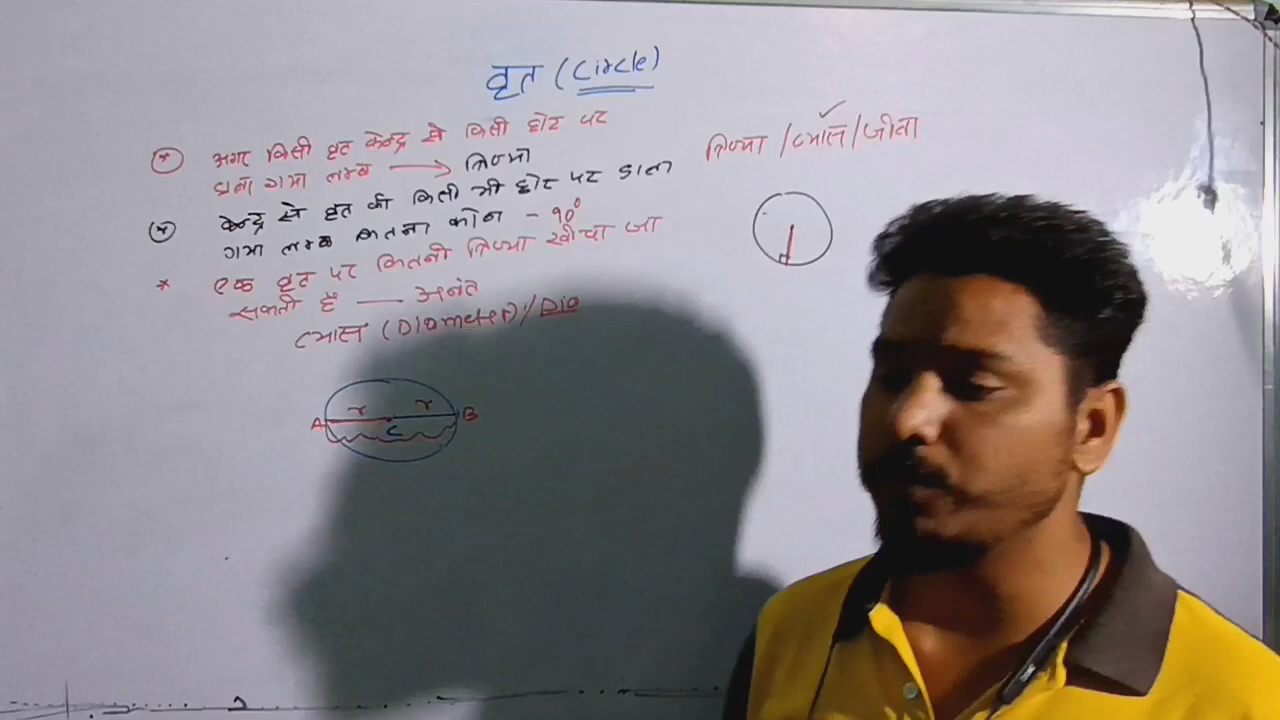 वृत (Circle)
अगर किसी वृत केन्द्र से किसी छोर पर
डाला गया लम्ब → त्रिज्या
केन्द्र से वृत की किसी भी छोर पर डाला
गया लम्ब कितना कोन - 90°
* एक वृत पर कितनी त्रिज्या खीचा जा
सकती है — अनंत
व्यास (Diameter)/Dia
त्रिज्या /व्यास/जीवा
r r
A C B